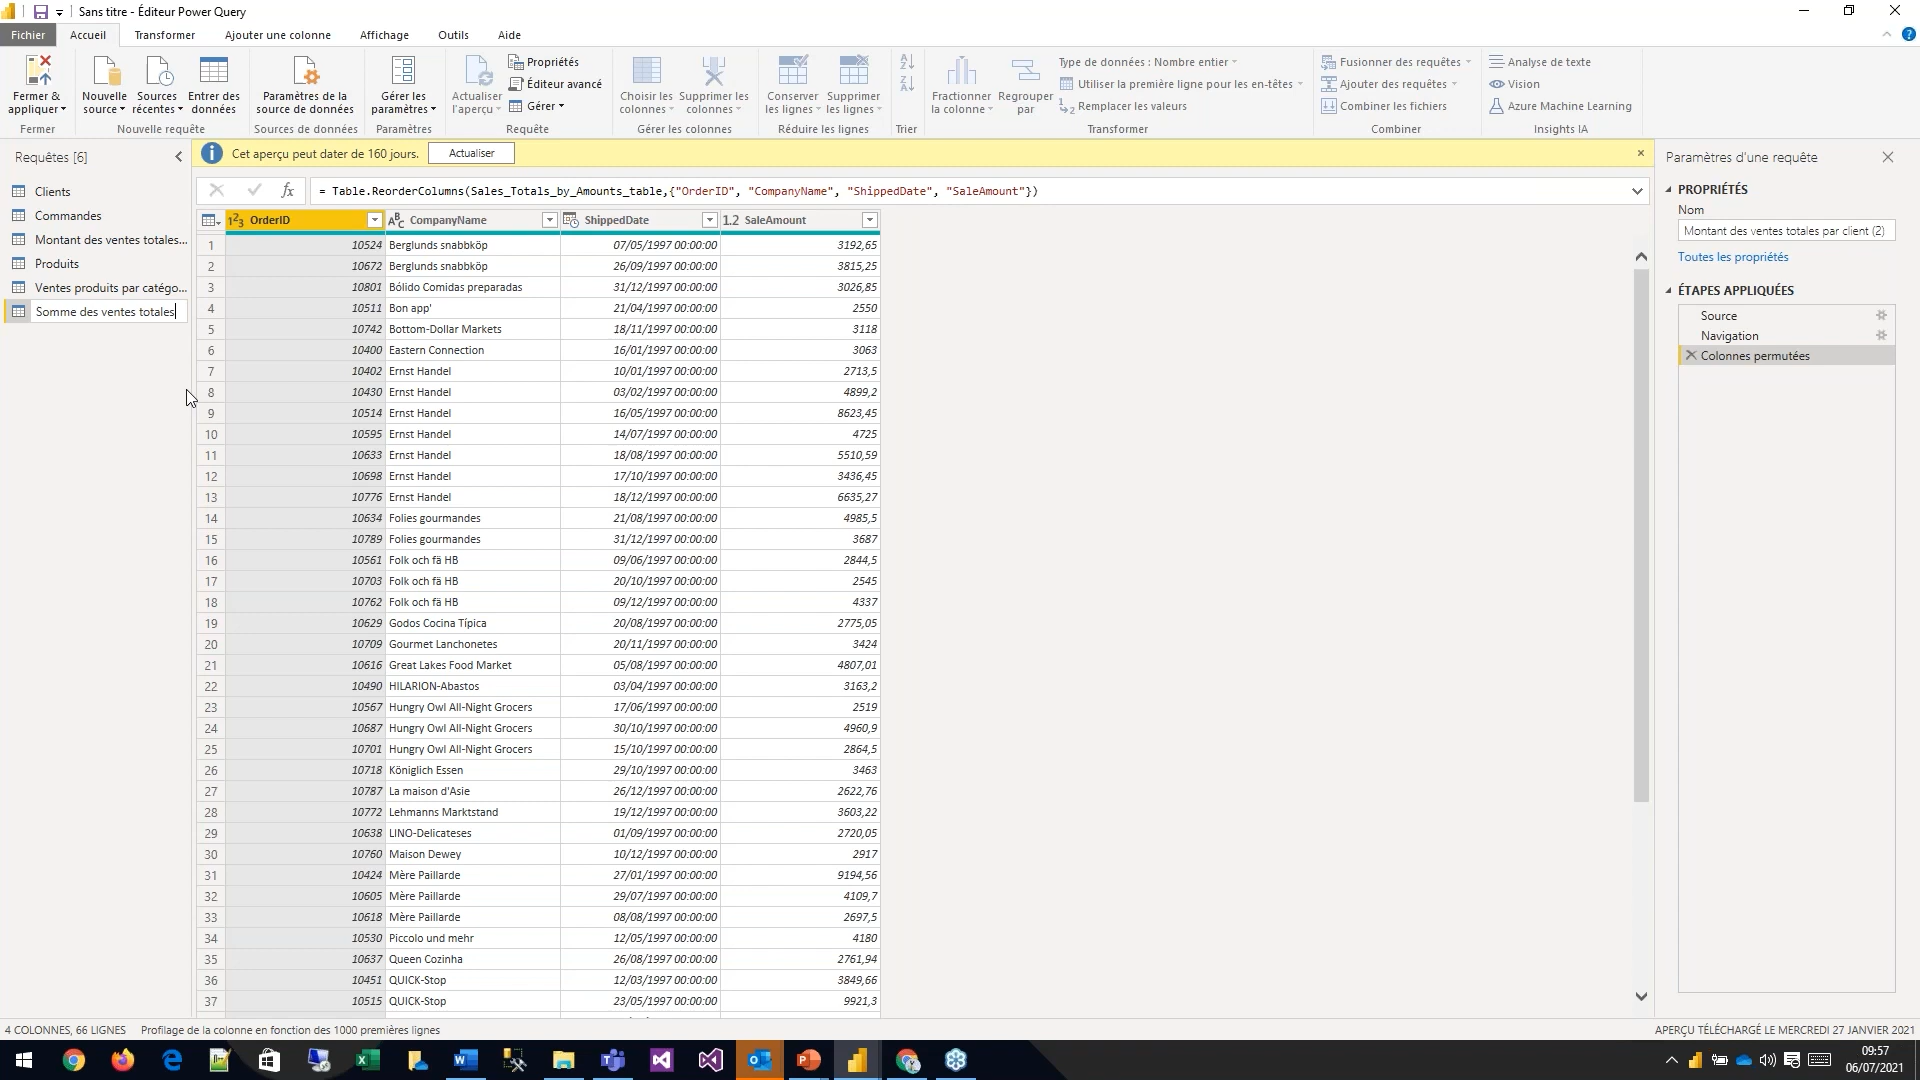 Sans titre - Éditeur Power Query
Fichier Accueil Transformer Ajouter une colonne Affichage Outils Aide
Fermer & appliquer
Fermer
Nouvelle source
Sources récentes
Entrer des données
Nouvelle requête
Paramètres de la source de données
Sources de données
Gérer les paramètres
Paramètres
Actualiser l'aperçu
Propriétés
Éditeur avancé
Gérer
Requête
Choisir les colonnes
Supprimer les colonnes
Gérer les colonnes
Conserver les lignes
Supprimer les lignes
Réduire les lignes
Trier
Fractionner la colonne
Regrouper par
Type de données : Nombre entier
Utiliser la première ligne pour les en-têtes
Remplacer les valeurs
Transformer
Fusionner des requêtes
Ajouter des requêtes
Combiner les fichiers
Combiner
Analyse de texte
Vision
Azure Machine Learning
Insights IA
Requêtes [6]
Clients
Commandes
Montant des ventes totales...
Produits
Ventes produits par catégo...
Somme des ventes totales
Cet aperçu peut dater de 160 jours. Actualiser
= Table.ReorderColumns(Sales_Totals_by_Amounts_table,{"OrderID", "CompanyName", "ShippedDate", "SaleAmount"})
OrderID CompanyName ShippedDate 1.2 SaleAmount
1 10524 Berglunds snabbköp 07/05/1997 00:00:00 3192,65
2 10672 Berglunds snabbköp 26/09/1997 00:00:00 3815,25
3 10801 Bólido Comidas preparadas 31/12/1997 00:00:00 3026,85
4 10511 Bon app' 21/04/1997 00:00:00 2550
5 10742 Bottom-Dollar Markets 18/11/1997 00:00:00 3118
6 10400 Eastern Connection 16/01/1997 00:00:00 3063
7 10402 Ernst Handel 10/01/1997 00:00:00 2713,5
8 10430 Ernst Handel 03/02/1997 00:00:00 4899,2
9 10514 Ernst Handel 16/05/1997 00:00:00 8623,45
10 10595 Ernst Handel 14/07/1997 00:00:00 4725
11 10633 Ernst Handel 18/08/1997 00:00:00 5510,59
12 10698 Ernst Handel 17/10/1997 00:00:00 3436,45
13 10776 Ernst Handel 18/12/1997 00:00:00 6635,27
14 10634 Folies gourmandes 21/08/1997 00:00:00 4985,5
15 10789 Folies gourmandes 31/12/1997 00:00:00 3687
16 10561 Folk och fä HB 09/06/1997 00:00:00 2844,5
17 10703 Folk och fä HB 20/10/1997 00:00:00 2545
18 10762 Folk och fä HB 09/12/1997 00:00:00 4337
19 10629 Godos Cocina Típica 20/08/1997 00:00:00 2775,05
20 10709 Gourmet Lanchonetes 20/11/1997 00:00:00 3424
21 10616 Great Lakes Food Market 05/08/1997 00:00:00 4807,01
22 10490 HILARION-Abastos 03/04/1997 00:00:00 3163,2
23 10567 Hungry Owl All-Night Grocers 17/06/1997 00:00:00 2519
24 10687 Hungry Owl All-Night Grocers 30/10/1997 00:00:00 4960,9
25 10701 Hungry Owl All-Night Grocers 15/10/1997 00:00:00 2864,5
26 10718 Königlich Essen 29/10/1997 00:00:00 3463
27 10787 La maison d'Asie 26/12/1997 00:00:00 2622,76
28 10772 Lehmanns Marktstand 19/12/1997 00:00:00 3603,22
29 10638 LINO-Delicateses 01/09/1997 00:00:00 2720,05
30 10760 Maison Dewey 10/12/1997 00:00:00 2917
31 10424 Mère Paillarde 27/01/1997 00:00:00 9194,56
32 10605 Mère Paillarde 29/07/1997 00:00:00 4109,7
33 10618 Mère Paillarde 08/08/1997 00:00:00 2697,5
34 10530 Piccolo und mehr 12/05/1997 00:00:00 4180
35 10637 Queen Cozinha 26/08/1997 00:00:00 2761,94
36 10451 QUICK-Stop 12/03/1997 00:00:00 3849,66
37 10515 QUICK-Stop 23/05/1997 00:00:00 9921,3
Paramètres d'une requête
PROPRIÉTÉS
Nom
Montant des ventes totales par client (2)
Toutes les propriétés
ÉTAPES APPLIQUÉES
Source
Navigation
Colonnes permutées
4 COLONNES, 66 LIGNES Profilage de la colonne en fonction des 1000 premières lignes
APERÇU TÉLÉCHARGÉ LE MERCREDI 27 JANVIER 2021
09:57
06/07/2021